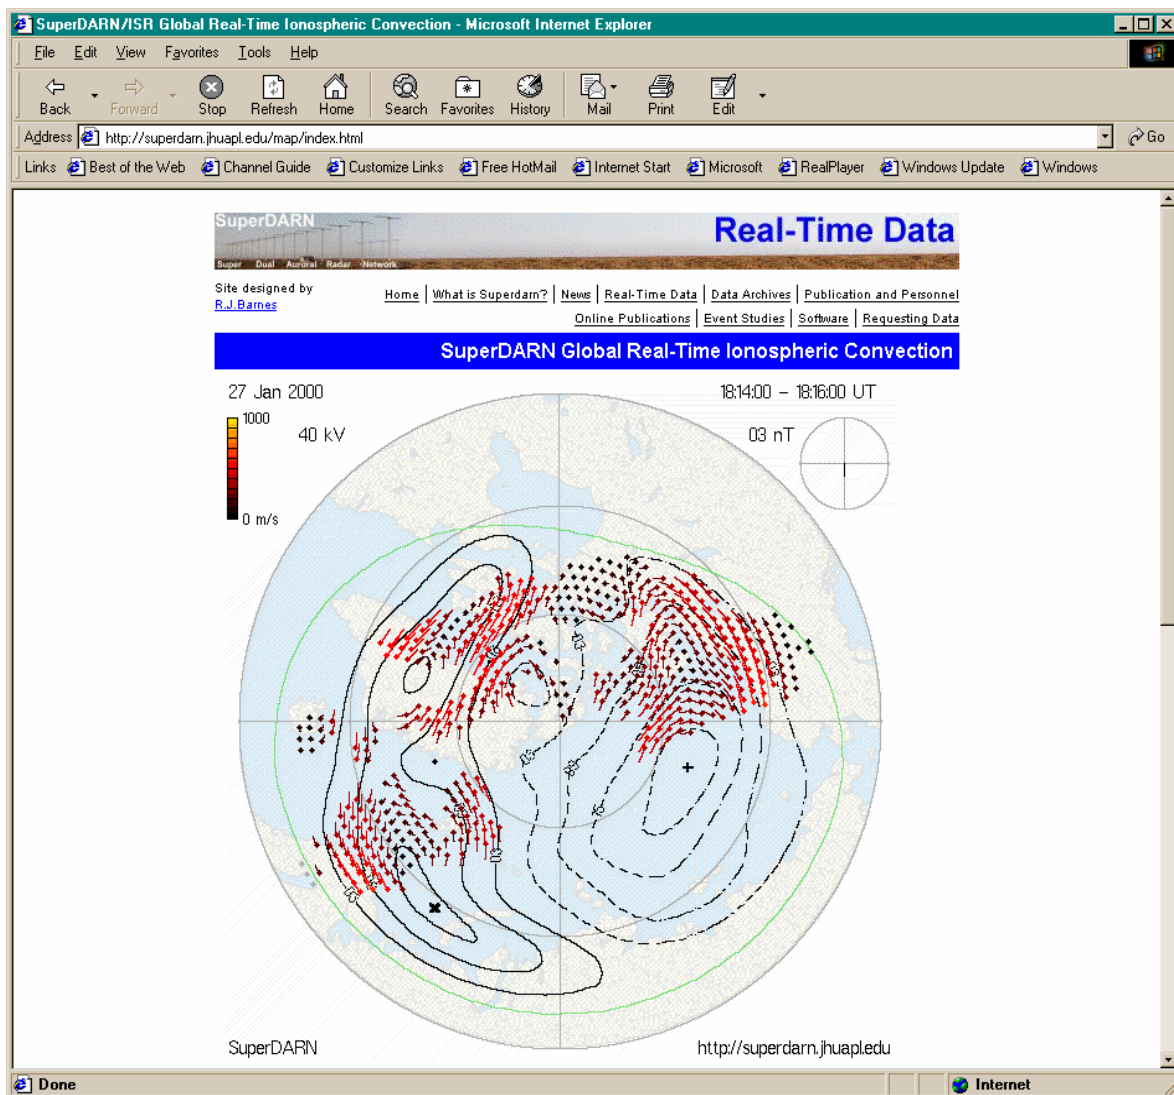 SuperDARN/ISR Global Real-Time Ionospheric Convection - Microsoft Internet Explorer
File Edit View Favorites Tools Help
Back Forward Stop Refresh Home Search Favorites History Mail Print Edit
Address http://superdarn.jhuapl.edu/map/index.html Go
Links Best of the Web Channel Guide Customize Links Free HotMail Internet Start Microsoft RealPlayer Windows Update Windows
SuperDARN
Real-Time Data
Super Dual Auroral Radar Network
Site designed by
R.J.Barnes
Home | What is Superdarn? | News | Real-Time Data | Data Archives | Publication and Personnel
Online Publications | Event Studies | Software | Requesting Data
SuperDARN Global Real-Time Ionospheric Convection
27 Jan 2000 18:14:00 - 18:16:00 UT
1000
40 kV 03 nT
0 m/s
SuperDARN http://superdarn.jhuapl.edu
Done Internet